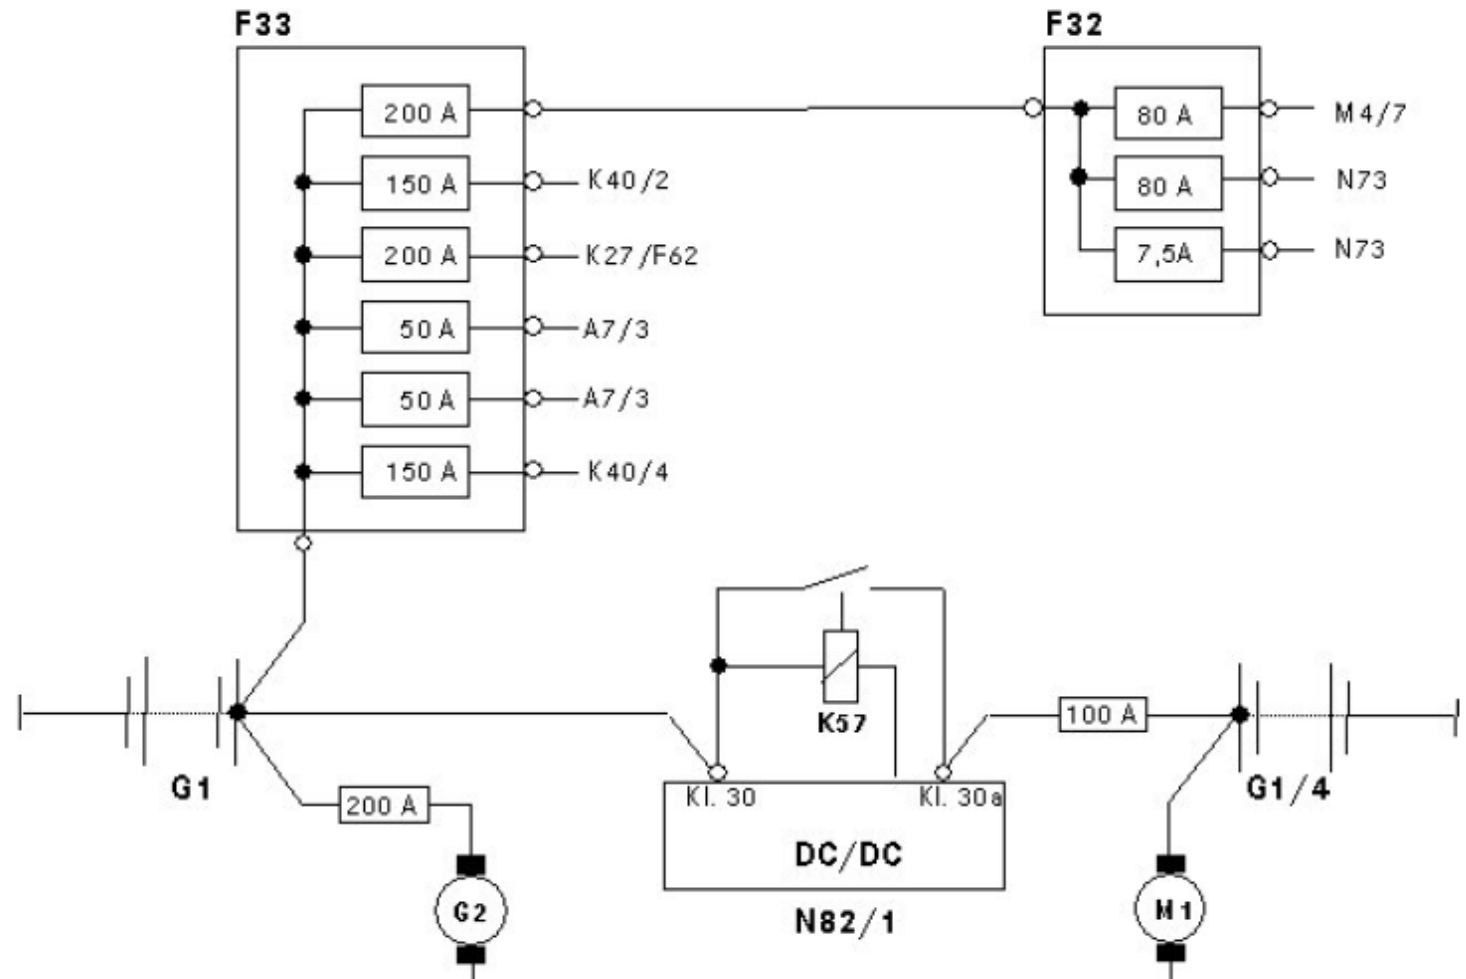 F33 F32
200 A 80 A M4/7
150 A K40/2 80 A N73
200 A K27/F62 7,5A N73
50 A A7/3
50 A A7/3
150 A K40/4
K57 100 A
G1 Kl. 30 Kl. 30a G1/4
200 A
DC/DC
G2 N82/1 M1